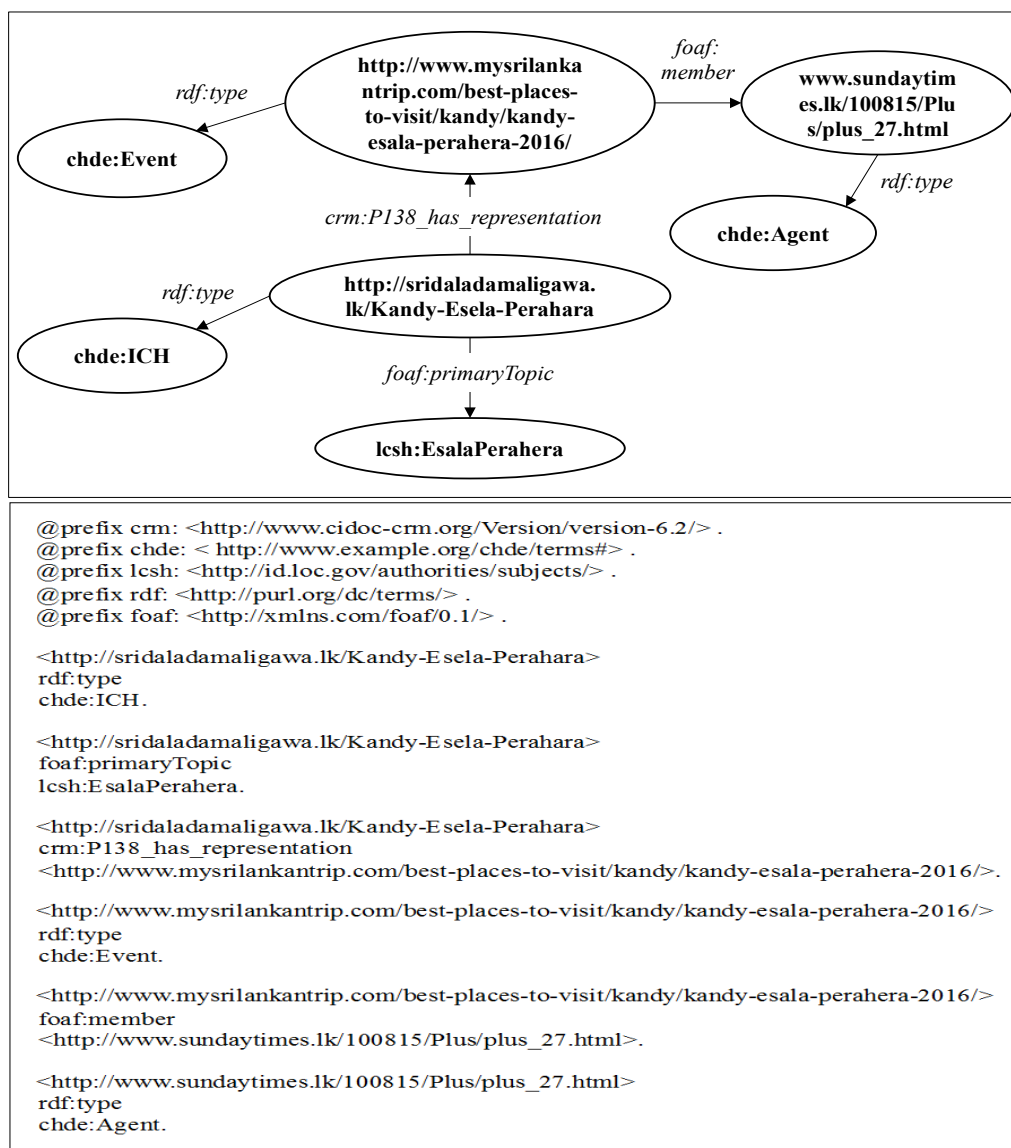 http://www.mysrilanka
ntrip.com/best-places-
to-visit/kandy/kandy-
esala-perahera-2016/
foaf:
member
www.sundaytim
es.lk/100815/Plu
s/plus_27.html
rdf:type
chde:Event
rdf:type
crm:P138_has_representation
chde:Agent
http://sridaladamaligawa.
lk/Kandy-Esela-Perahara
rdf:type
chde:ICH
foaf:primaryTopic
lcsh:EsalaPerahera
@prefix crm: <http://www.cidoc-crm.org/Version/version-6.2/> .
@prefix chde: < http://www.example.org/chde/terms#> .
@prefix lcsh: <http://id.loc.gov/authorities/subjects/> .
@prefix rdf: <http://purl.org/dc/terms/> .
@prefix foaf: <http://xmlns.com/foaf/0.1/> .
<http://sridaladamaligawa.lk/Kandy-Esela-Perahara>
rdf:type
chde:ICH.
<http://sridaladamaligawa.lk/Kandy-Esela-Perahara>
foaf:primaryTopic
lcsh:EsalaPerahera.
<http://sridaladamaligawa.lk/Kandy-Esela-Perahara>
crm:P138_has_representation
<http://www.mysrilankantrip.com/best-places-to-visit/kandy/kandy-esala-perahera-2016/>.
<http://www.mysrilankantrip.com/best-places-to-visit/kandy/kandy-esala-perahera-2016/>
rdf:type
chde:Event.
<http://www.mysrilankantrip.com/best-places-to-visit/kandy/kandy-esala-perahera-2016/>
foaf:member
<http://www.sundaytimes.lk/100815/Plus/plus_27.html>.
<http://www.sundaytimes.lk/100815/Plus/plus_27.html>
rdf:type
chde:Agent.